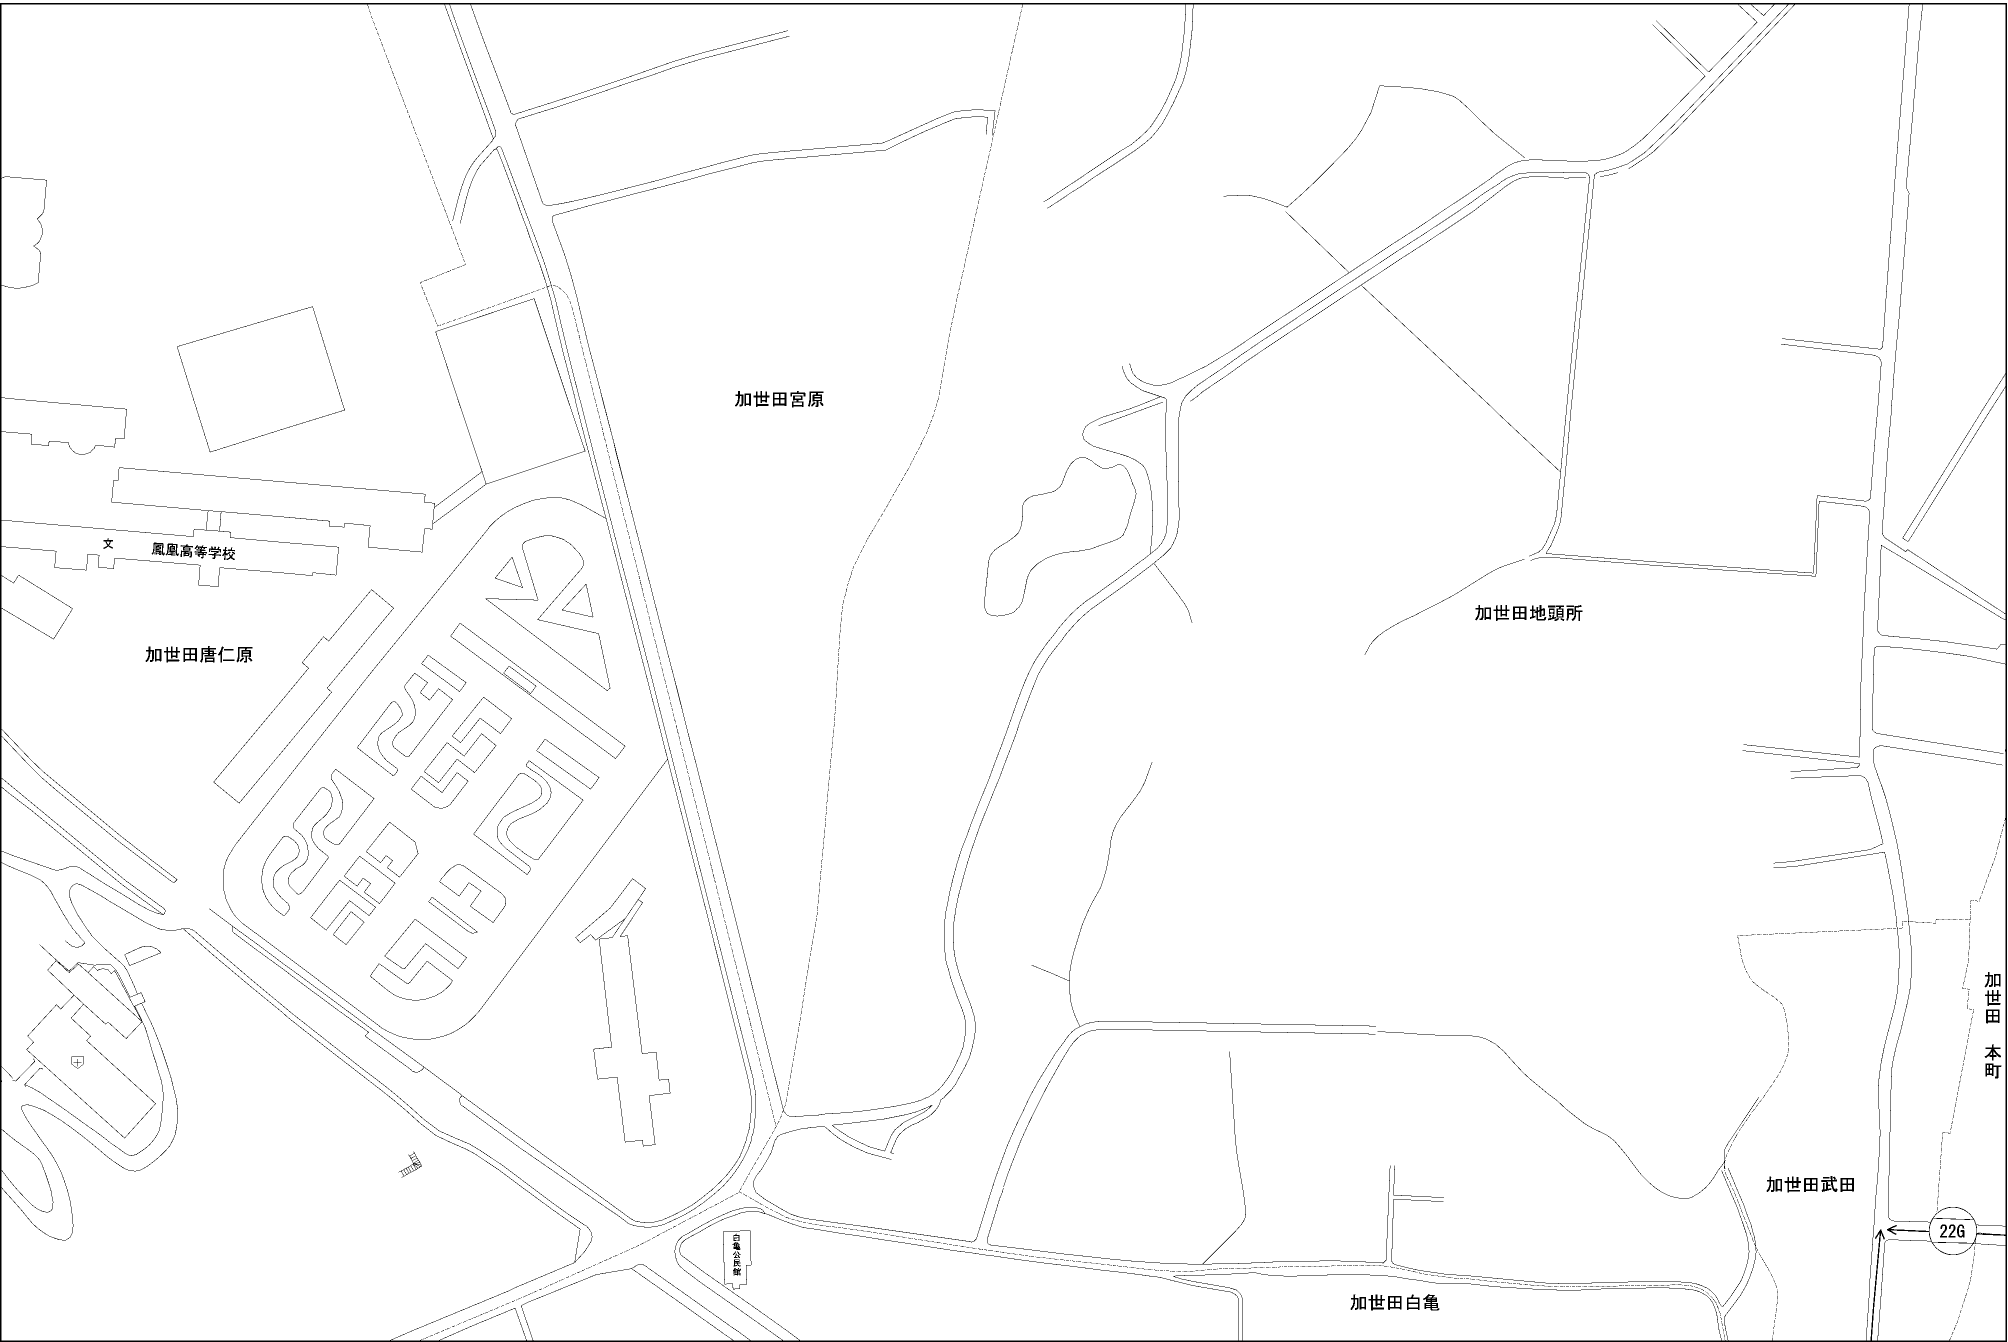 加世田宮原
文 鳳凰高等学校
加世田地頭所
加世田唐仁原
加世田 本町
加世田武田
22G
白亀公民館
加世田白亀